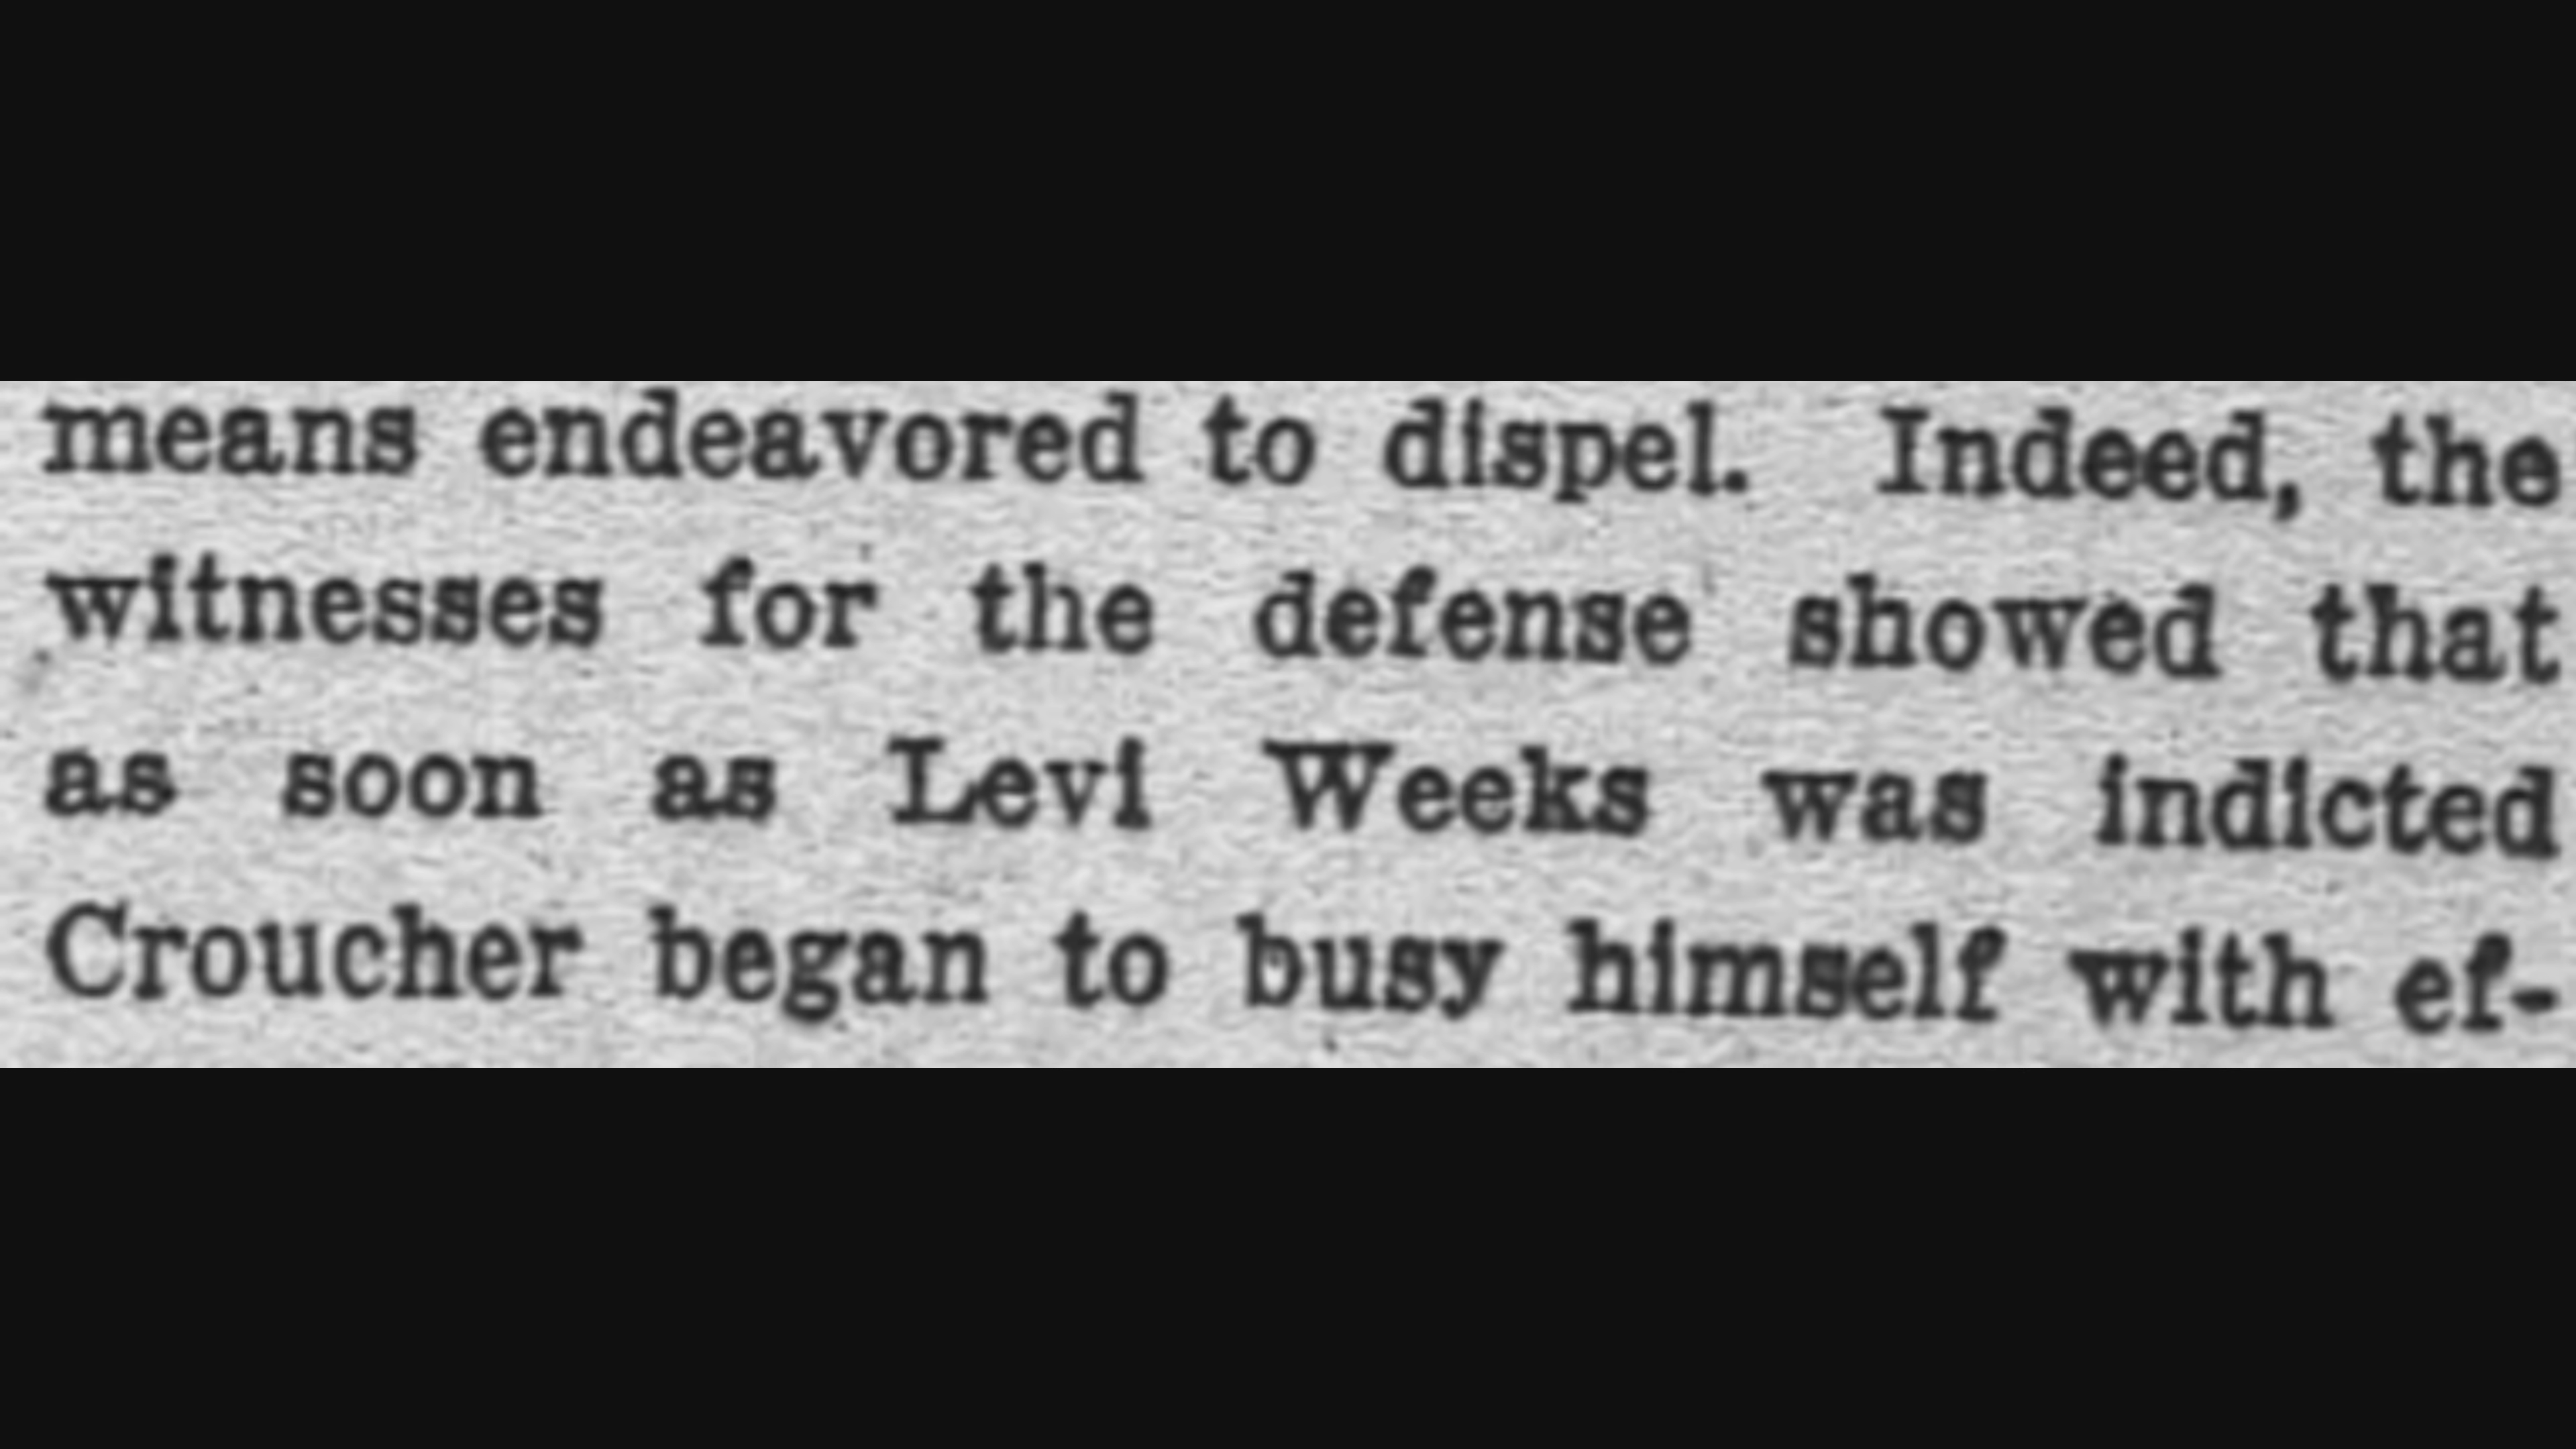 means endeavored to dispel. Indeed, the
witnesses for the defense showed that
as soon as Levi Weeks was indicted
Croucher began to busy himself with ef-